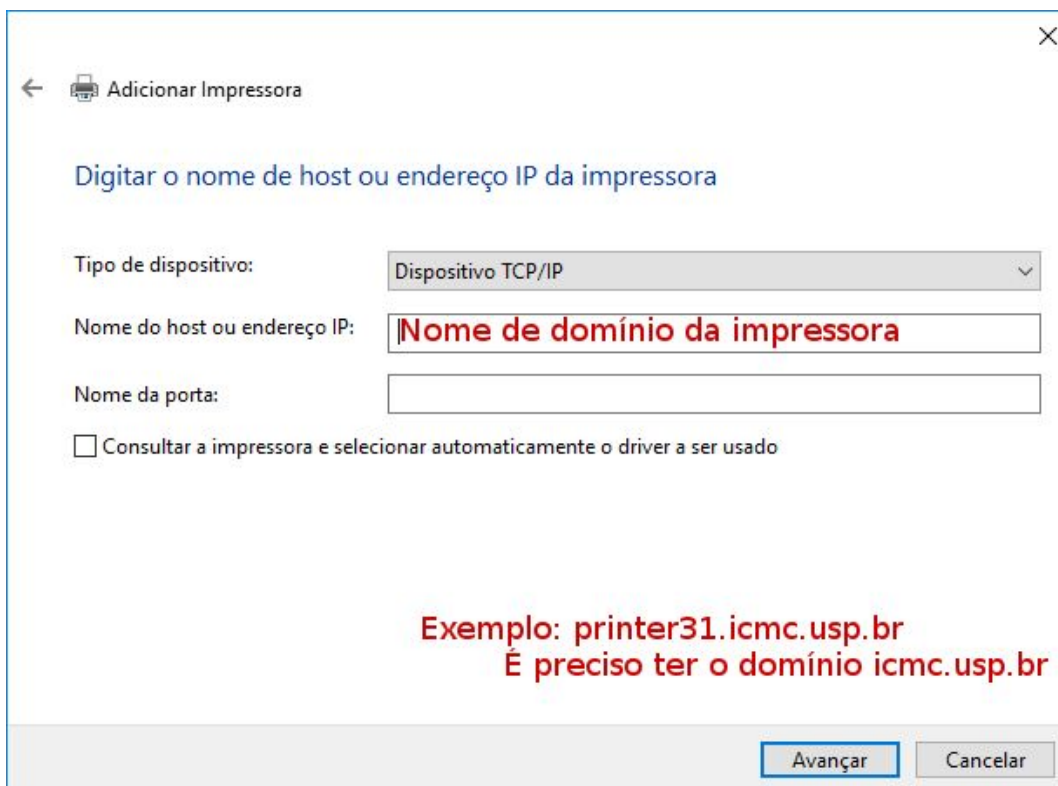 Adicionar Impressora
Digitar o nome de host ou endereço IP da impressora
Tipo de dispositivo:
Dispositivo TCP/IP
Nome do host ou endereço IP:
Nome de domínio da impressora
Nome da porta:
Consultar a impressora e selecionar automaticamente o driver a ser usado
Exemplo: printer31.icmc.usp.br
É preciso ter o domínio icmc.usp.br
Avançar
Cancelar